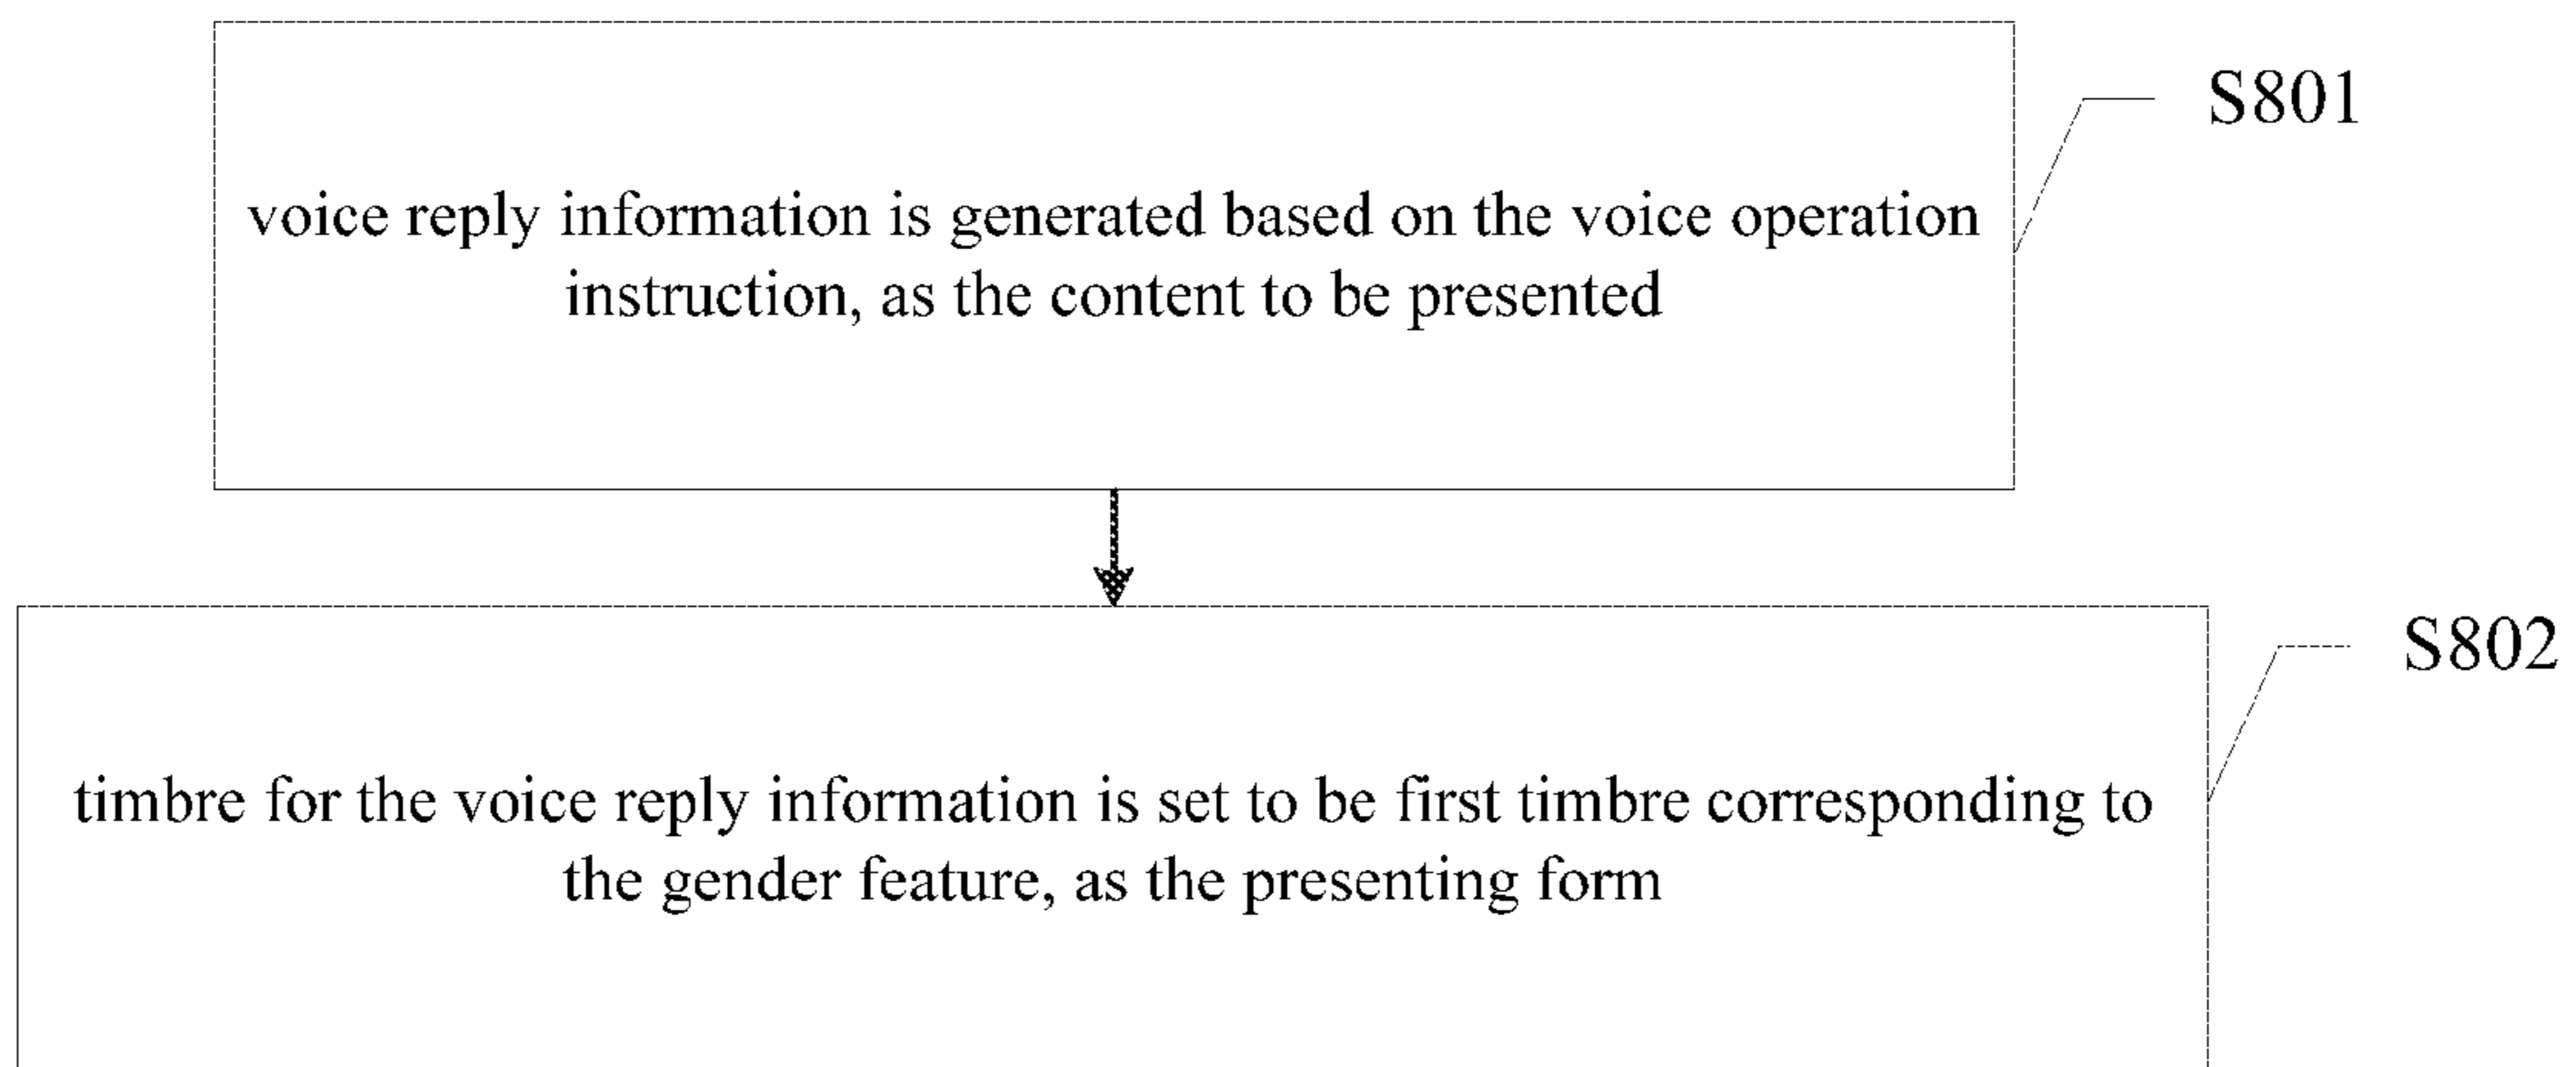 S801
voice reply information is generated based on the voice operation
instruction, as the content to be presented
S802
timbre for the voice reply information is set to be first timbre corresponding to
the gender feature, as the presenting form